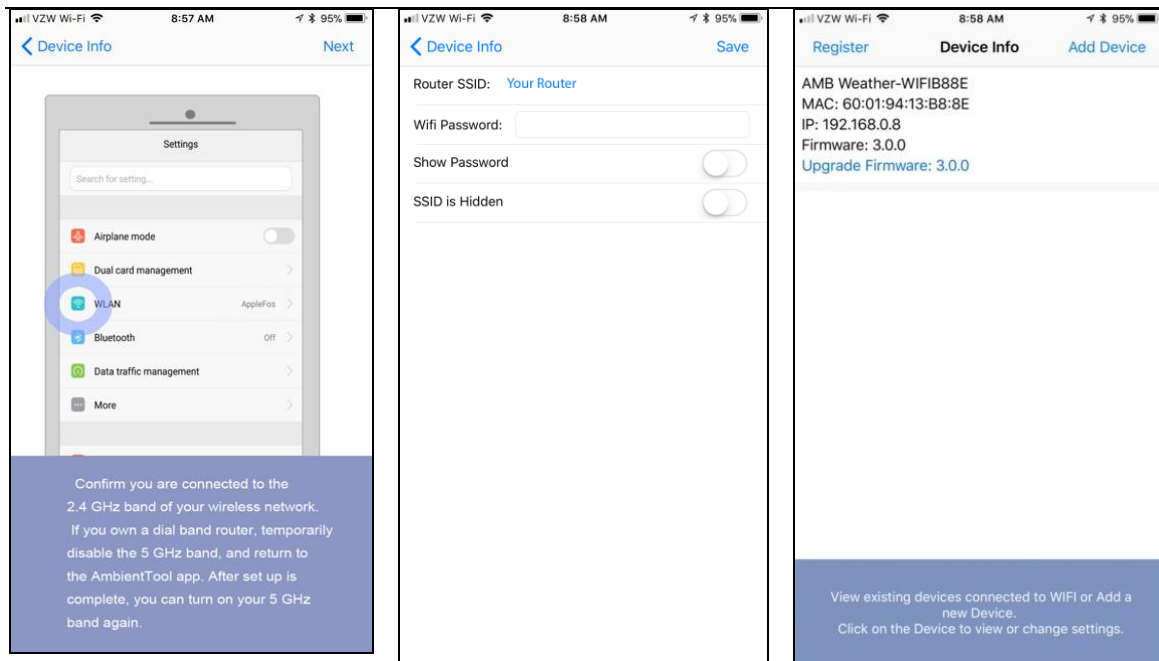 VZW Wi-Fi 8:57 AM 95%
Device Info Next
Settings
Search for setting...
Airplane mode
Dual card management
WLAN AppleFos
Bluetooth Off
Data traffic management
More
Confirm you are connected to the
2.4 GHz band of your wireless network.
If you own a dial band router, temporarily
disable the 5 GHz band, and return to
the AmbientTool app. After set up is
complete, you can turn on your 5 GHz
band again.
VZW Wi-Fi 8:58 AM 95%
Device Info Save
Router SSID: Your Router
Wifi Password:
Show Password
SSID is Hidden
VZW Wi-Fi 8:58 AM 95%
Register Device Info Add Device
AMB Weather-WIFIB88E
MAC: 60:01:94:13:B8:8E
IP: 192.168.0.8
Firmware: 3.0.0
Upgrade Firmware: 3.0.0
View existing devices connected to WIFI or Add a
new Device.
Click on the Device to view or change settings.